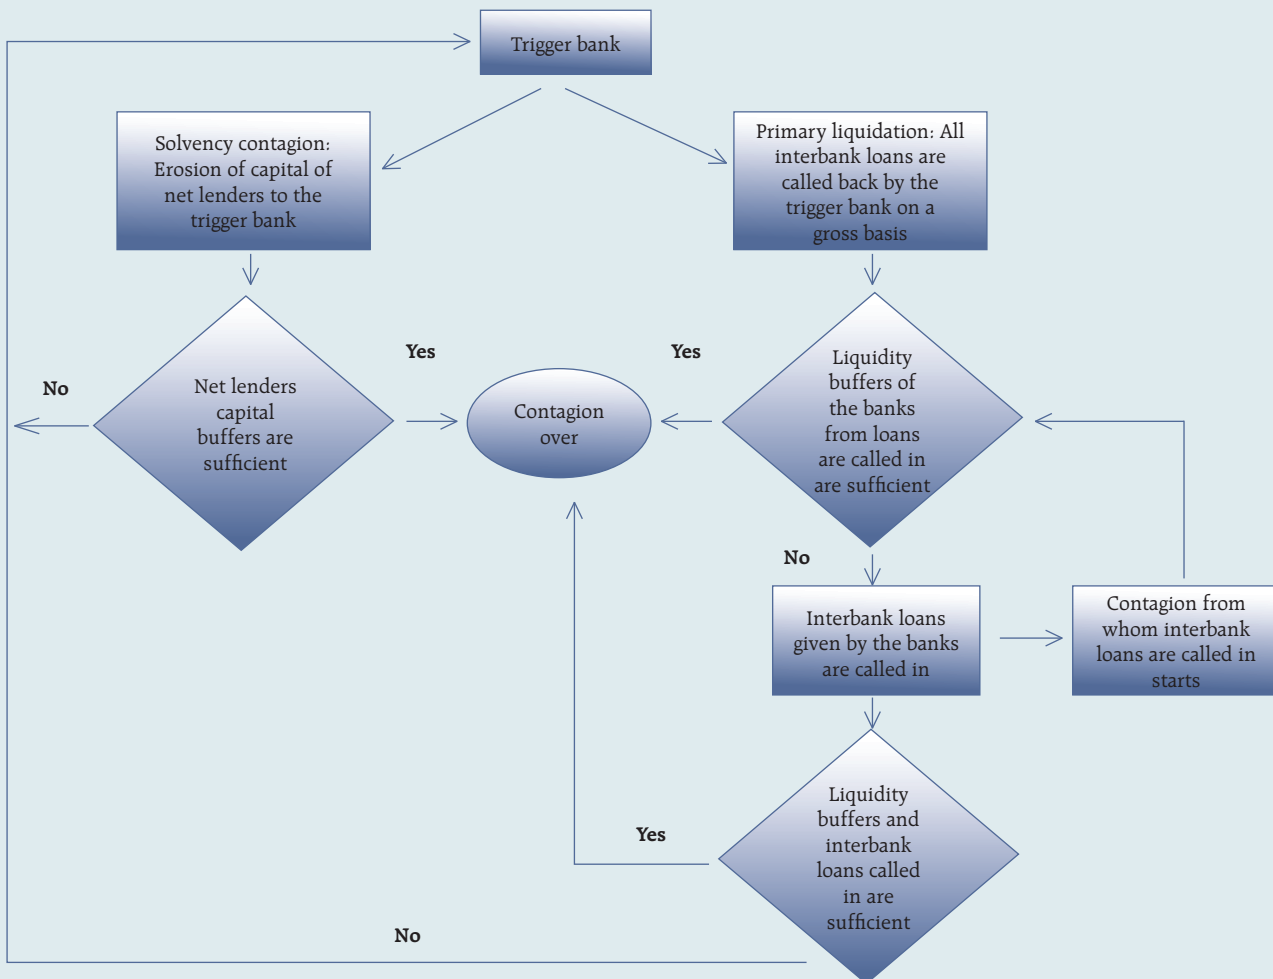 Trigger bank
Solvency contagion:
Erosion of capital of
net lenders to the
trigger bank
Primary liquidation: All
interbank loans are
called back by the
trigger bank on a
gross basis
No
Net lenders
capital
buffers are
sufficient
Yes
Contagion
over
Yes
Liquidity
buffers of
the banks
from loans
are called in
are sufficient
No
Interbank loans
given by the banks
are called in
Contagion from
whom interbank
loans are called in
starts
Yes
Liquidity
buffers and
interbank
loans called
in are
sufficient
No